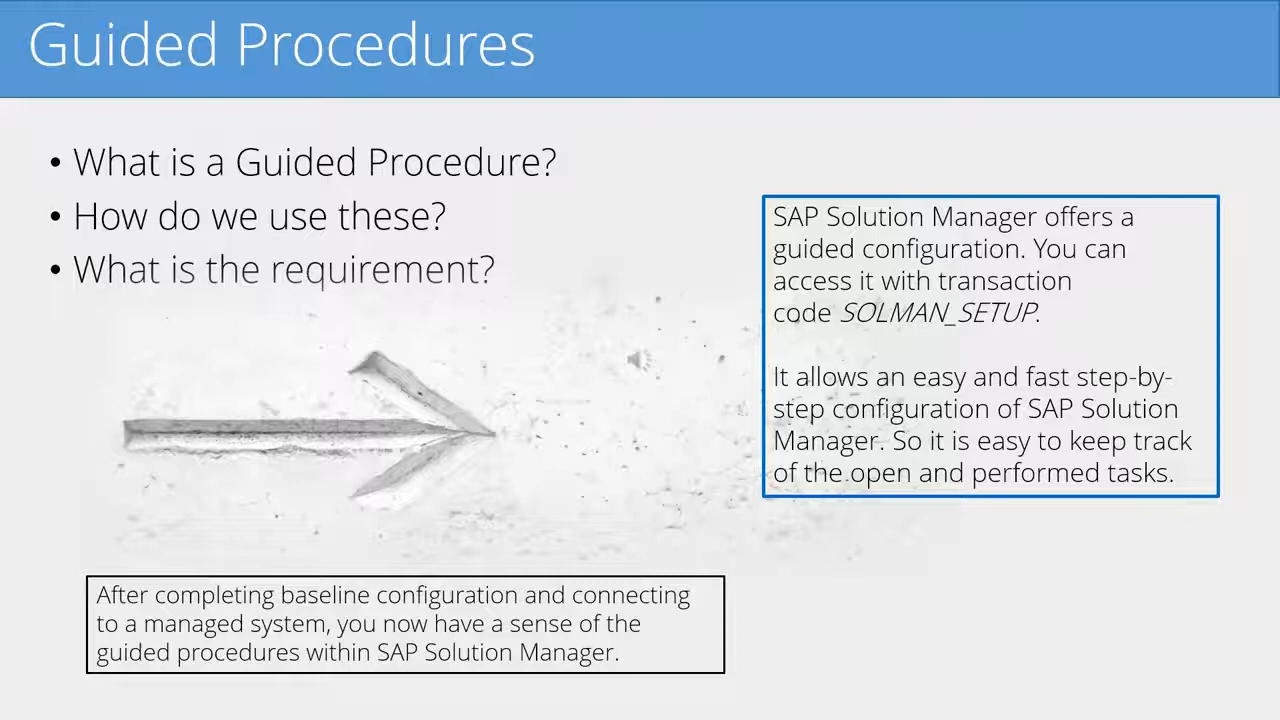 Guided Procedures
• What is a Guided Procedure?
• How do we use these?
• What is the requirement?
SAP Solution Manager offers a
guided configuration. You can
access it with transaction
code SOLMAN_SETUP.
It allows an easy and fast step-by-
step configuration of SAP Solution
Manager. So it is easy to keep track
of the open and performed tasks.
After completing baseline configuration and connecting
to a managed system, you now have a sense of the
guided procedures within SAP Solution Manager.